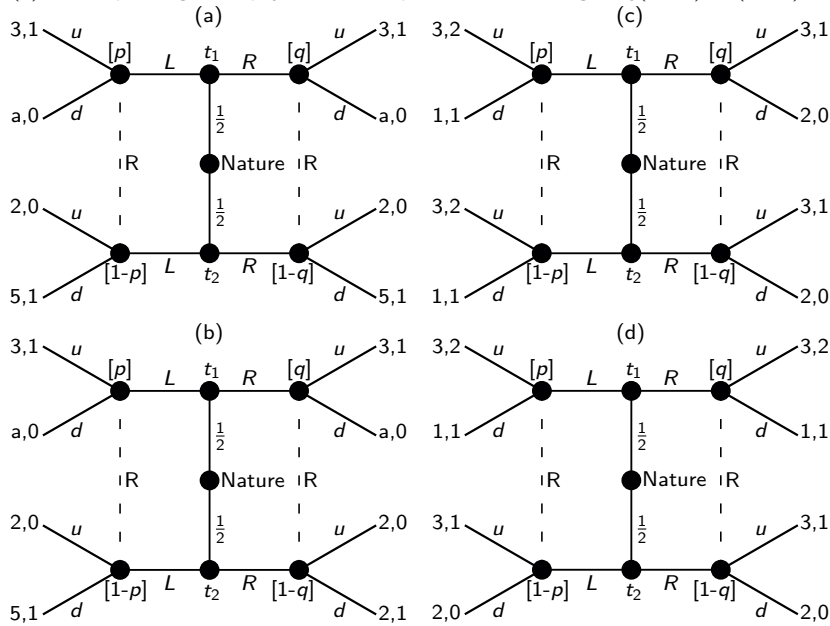 (a) (c)
3,1 u [p] L t1 R [q] u 3,1 3,2 u [p] L t1 R [q] u 3,1
a,0 d d a,0 1,1 d d 2,0
1/2 1/2
R Nature R R Nature R
1/2 1/2
2,0 u u 2,0 3,2 u u 3,1
5,1 d [1-p] L t2 R [1-q] d 5,1 1,1 d [1-p] L t2 R [1-q] d 2,0
(b) (d)
3,1 u [p] L t1 R [q] u 3,1 3,2 u [p] L t1 R [q] u 3,2
a,0 d d a,0 1,1 d d 1,1
1/2 1/2
R Nature R R Nature R
1/2 1/2
2,0 u u 2,0 3,1 u u 3,1
5,1 d [1-p] L t2 R [1-q] d 2,1 2,0 d [1-p] L t2 R [1-q] d 2,0